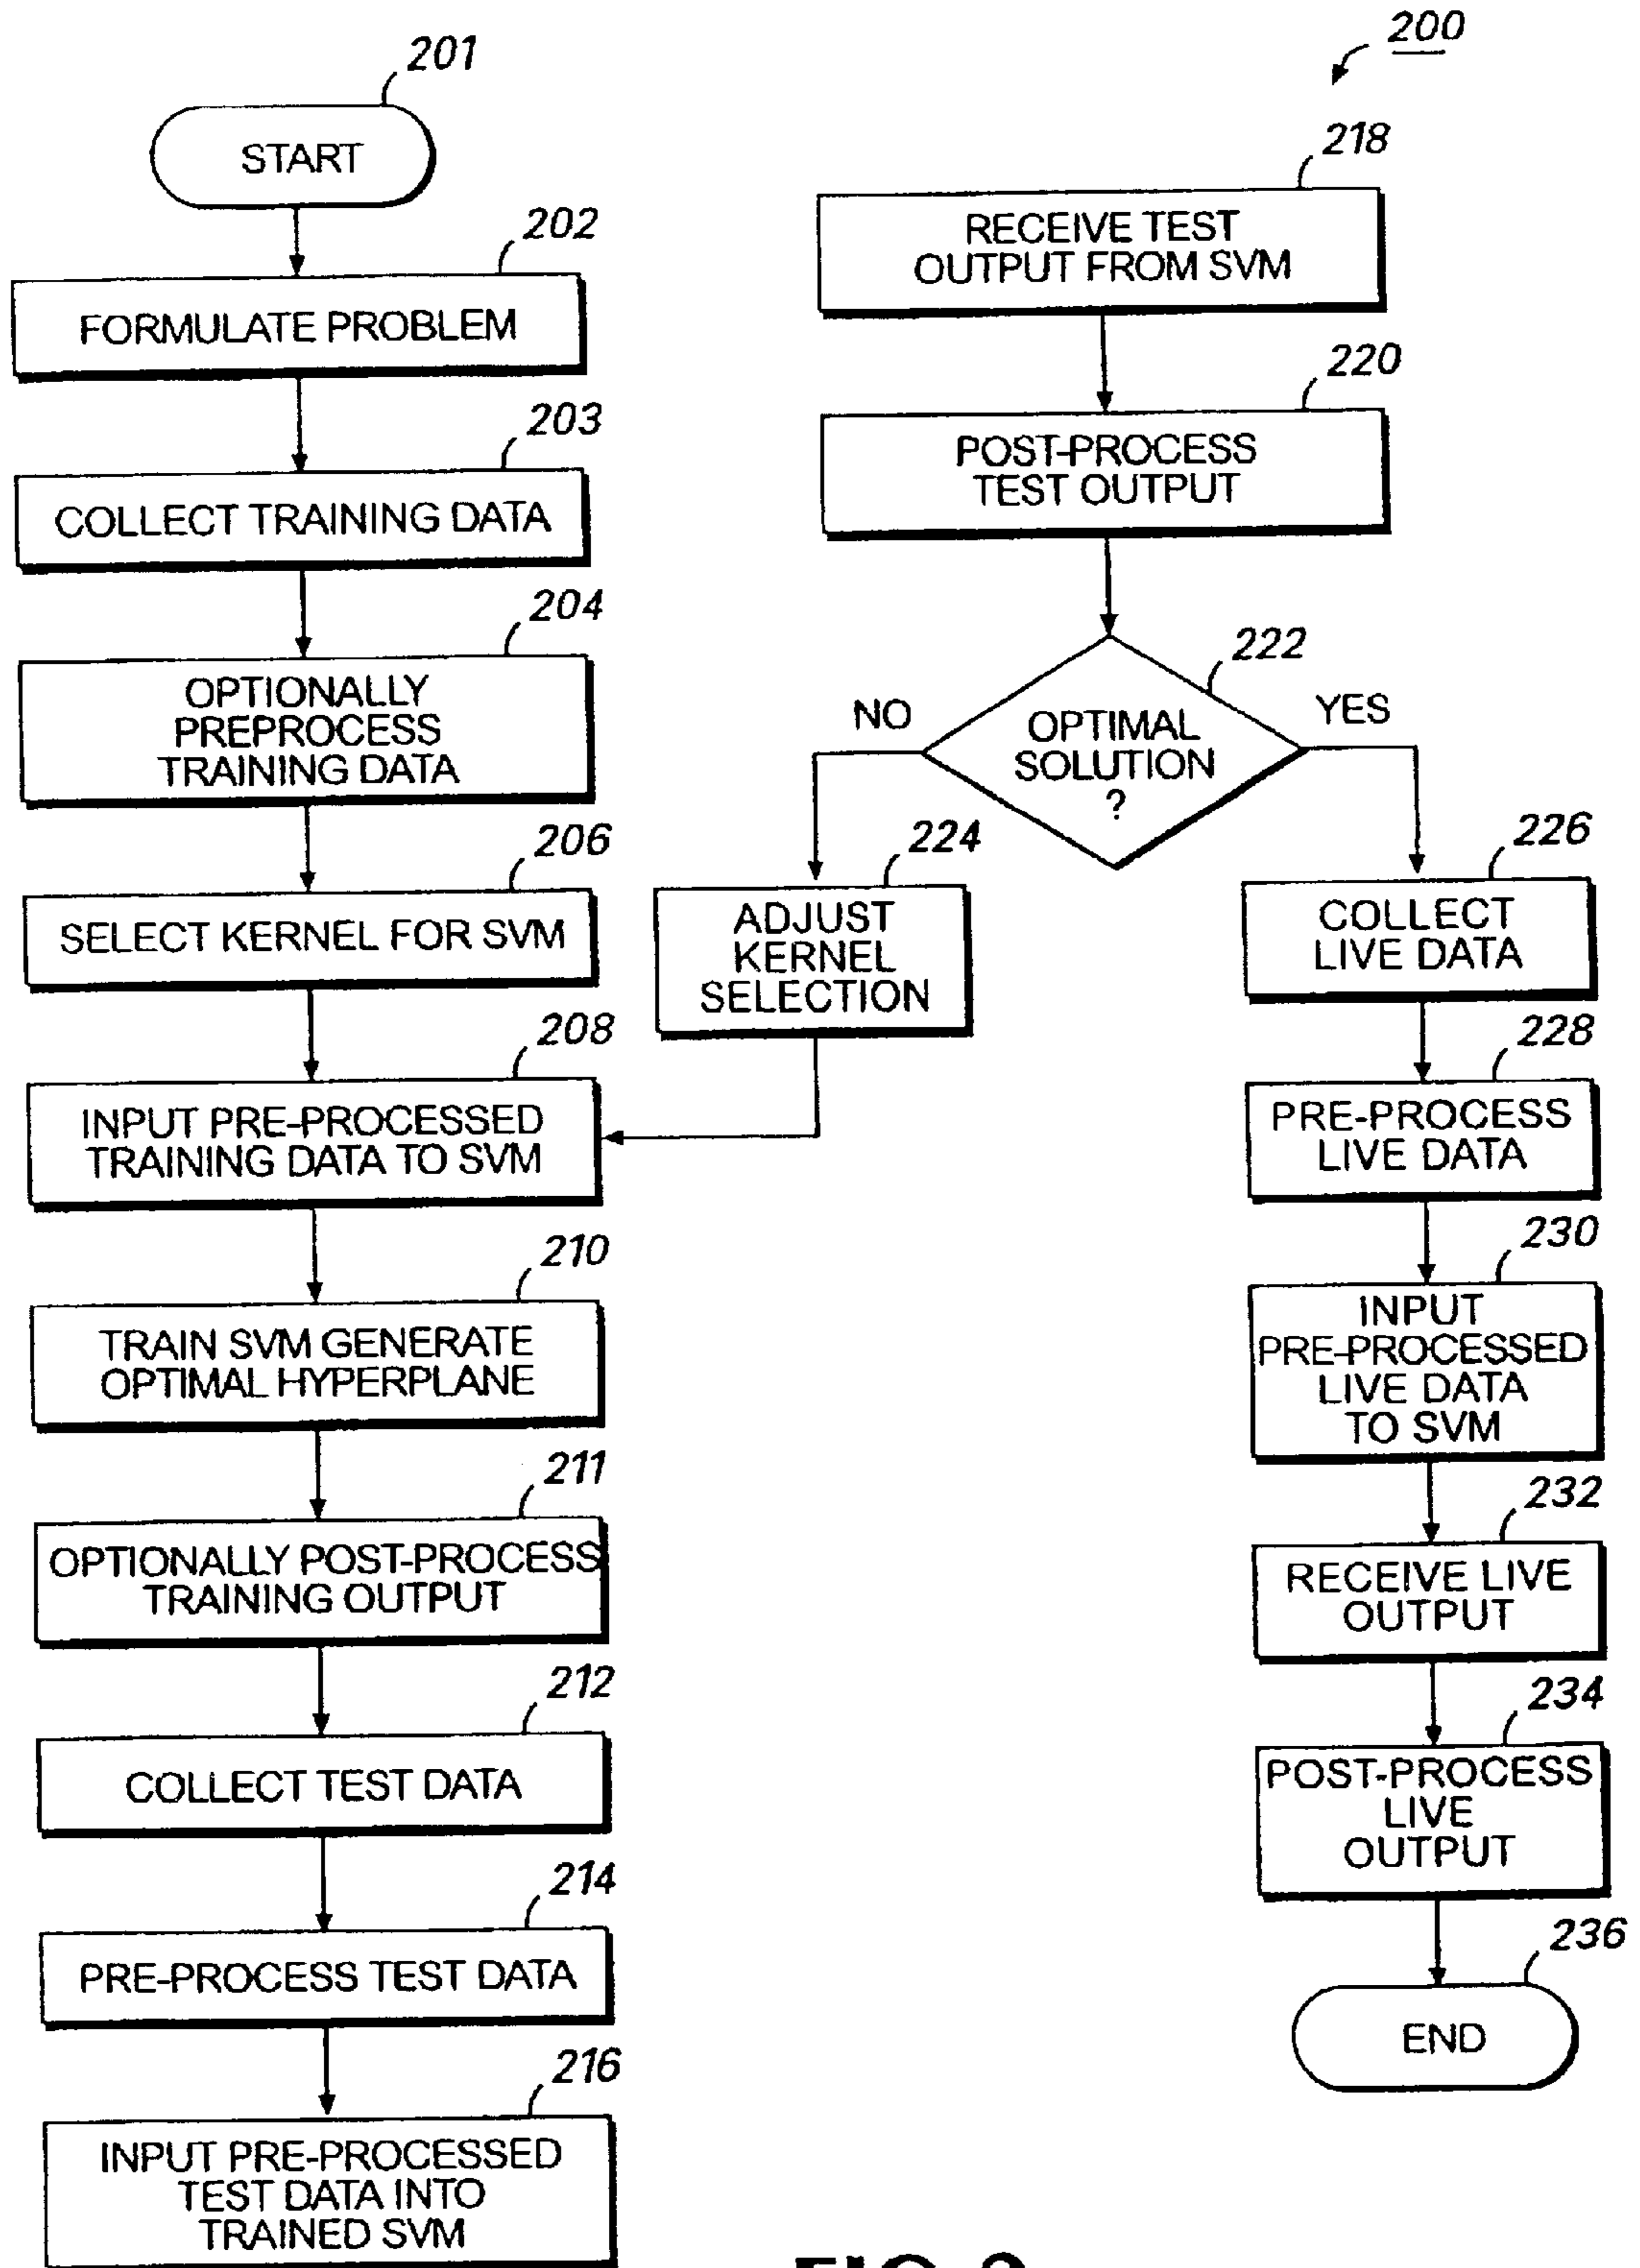 200
201
START
202
FORMULATE PROBLEM
203
COLLECT TRAINING DATA
204
OPTIONALLY
PREPROCESS
TRAINING DATA
206
SELECT KERNEL FOR SVM
208
INPUT PRE-PROCESSED
TRAINING DATA TO SVM
210
TRAIN SVM GENERATE
OPTIMAL HYPERPLANE
211
OPTIONALLY POST-PROCESS
TRAINING OUTPUT
212
COLLECT TEST DATA
214
PRE-PROCESS TEST DATA
216
INPUT PRE-PROCESSED
TEST DATA INTO
TRAINED SVM
218
RECEIVE TEST
OUTPUT FROM SVM
220
POST-PROCESS
TEST OUTPUT
222
OPTIMAL
SOLUTION
?
NO
YES
224
ADJUST
KERNEL
SELECTION
226
COLLECT
LIVE DATA
228
PRE-PROCESS
LIVE DATA
230
INPUT
PRE-PROCESSED
LIVE DATA
TO SVM
232
RECEIVE LIVE
OUTPUT
234
POST-PROCESS
LIVE
OUTPUT
236
END